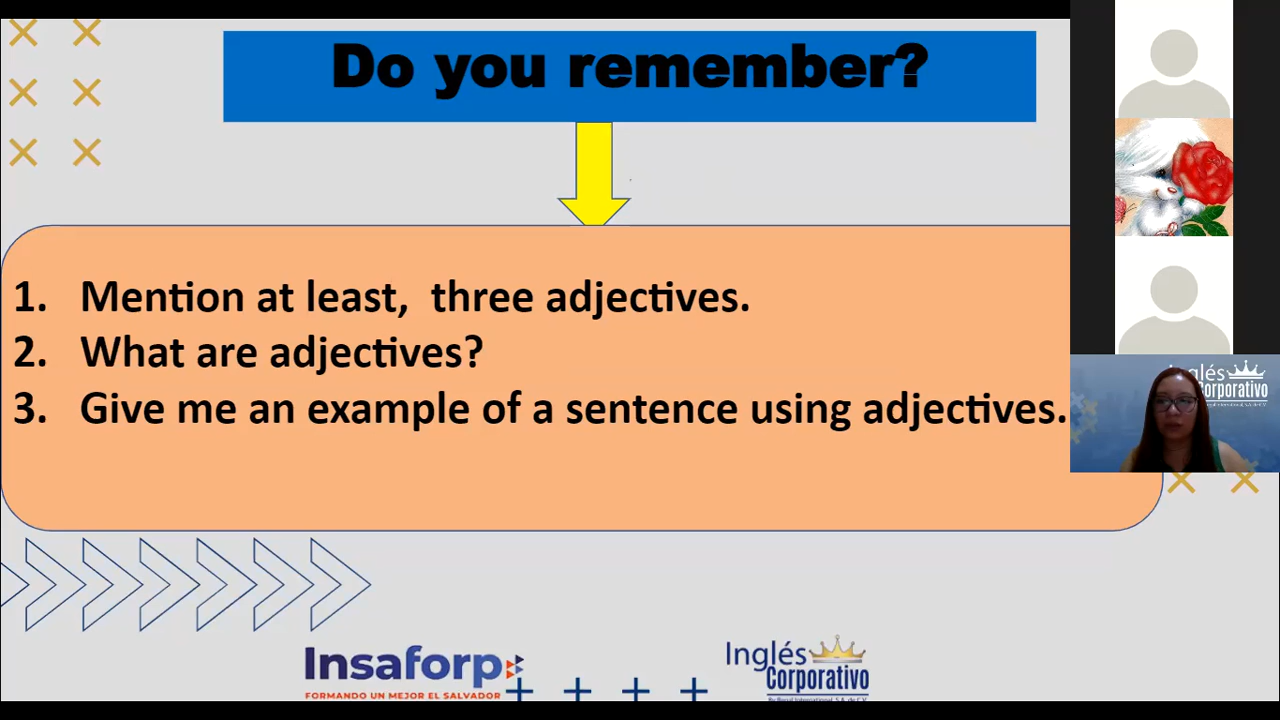 Do you remember?
1. Mention at least, three adjectives.
2. What are adjectives?
3. Give me an example of a sentence using adjectives.
Inglés
Corporativo
Insaforp
FORMANDO UN MEJOR EL SALVADOR
Inglés
Corporativo